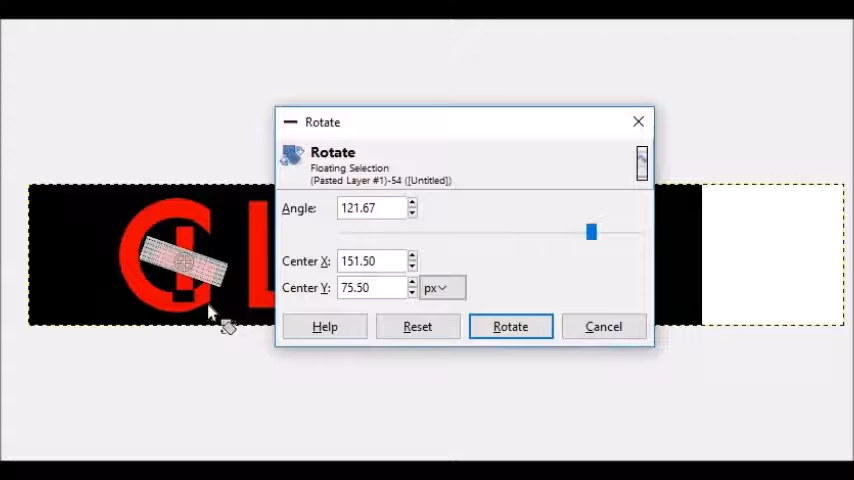 Rotate
Rotate
Floating Selection
(Pasted Layer #1)-54 ([Untitled])
Angle: 121.67
Center X: 151.50
Center Y: 75.50 px
Help Reset Rotate Cancel
C L